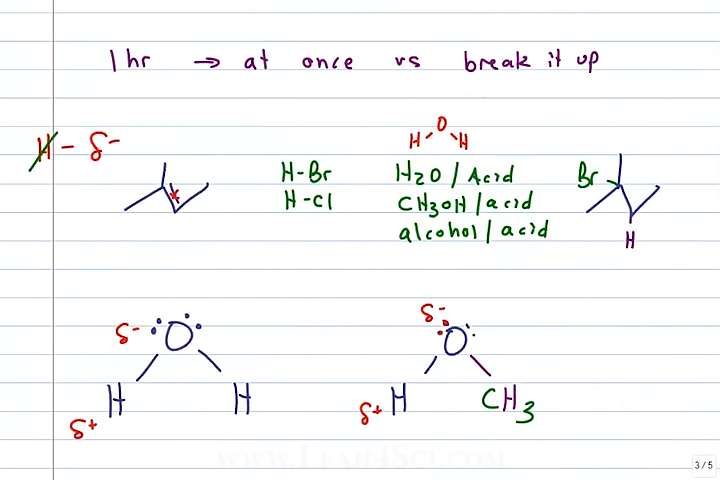 1 hr → at once vs break it up
O
H H
H - δ-
H-Br H2O / Acid Br
H-Cl CH3OH / acid
alcohol / acid
H
δ- O δ- O
H H H CH3
δ+ δ+
www.Leah4Sci.com
3 / 5